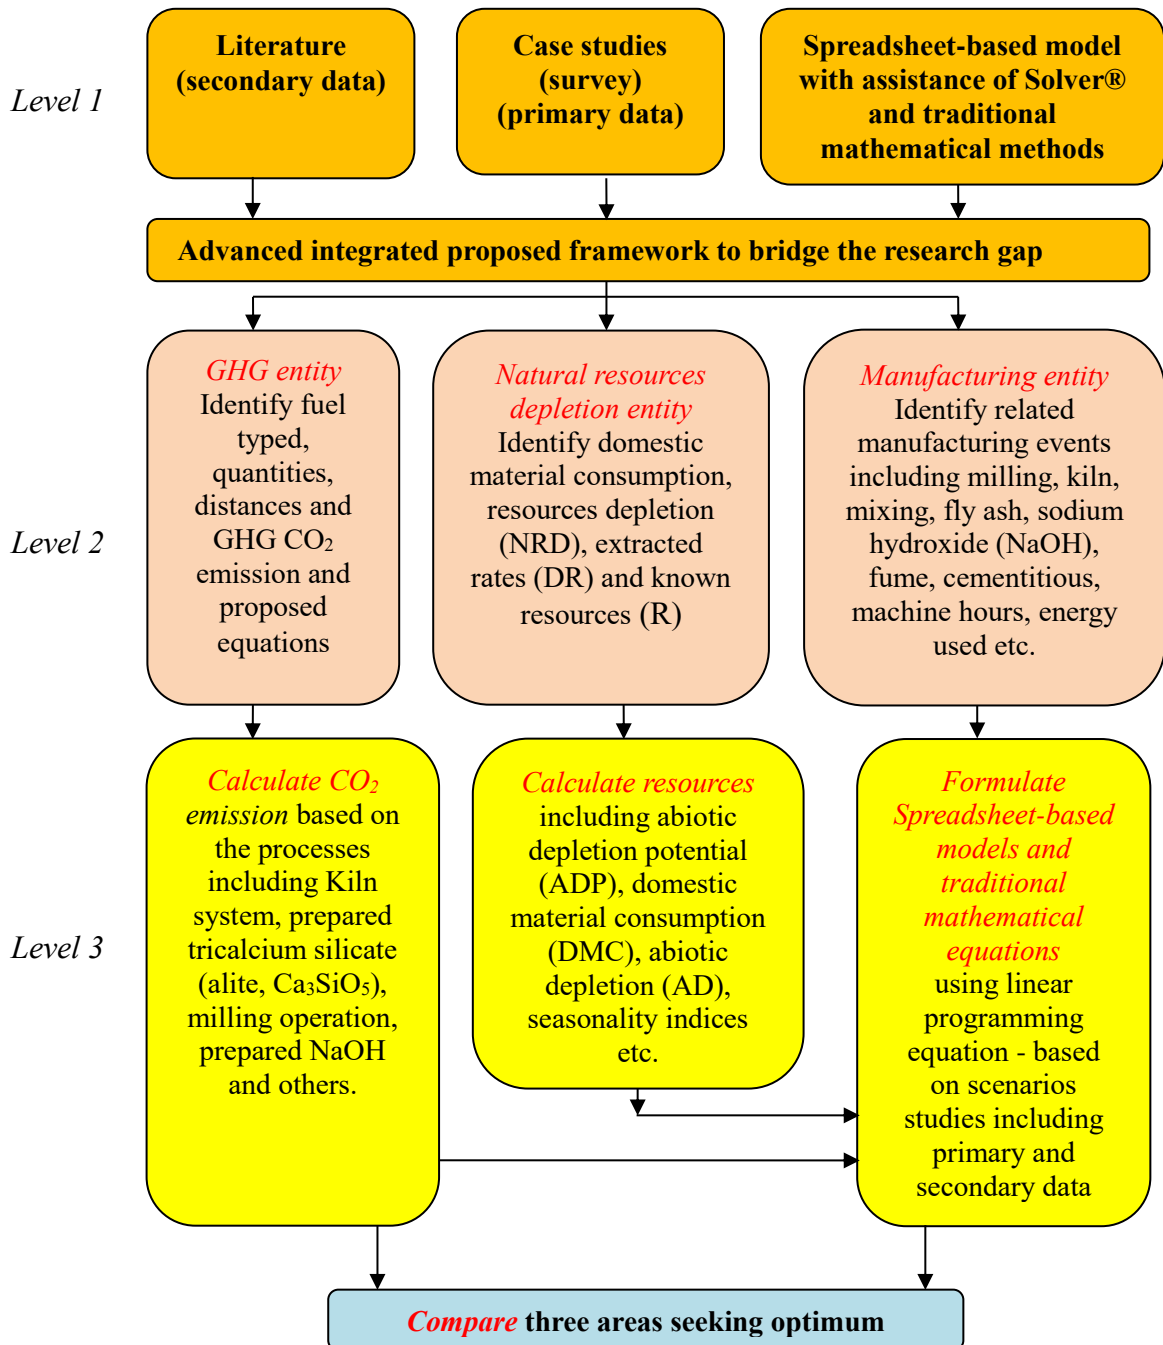 Level 1
Literature
(secondary data)
Case studies
(survey)
(primary data)
Spreadsheet-based model
with assistance of Solver®
and traditional
mathematical methods
Advanced integrated proposed framework to bridge the research gap
Level 2
GHG entity
Identify fuel
typed,
quantities,
distances and
GHG CO₂
emission and
proposed
equations
Natural resources
depletion entity
Identify domestic
material consumption,
resources depletion
(NRD), extracted
rates (DR) and known
resources (R)
Manufacturing entity
Identify related
manufacturing events
including milling, kiln,
mixing, fly ash, sodium
hydroxide (NaOH),
fume, cementitious,
machine hours, energy
used etc.
Level 3
Calculate CO₂
emission based on
the processes
including Kiln
system, prepared
tricalcium silicate
(alite, Ca₃SiO₅),
milling operation,
prepared NaOH
and others.
Calculate resources
including abiotic
depletion potential
(ADP), domestic
material consumption
(DMC), abiotic
depletion (AD),
seasonality indices
etc.
Formulate
Spreadsheet-based
models and
traditional
mathematical
equations
using linear
programming
equation - based
on scenarios
studies including
primary and
secondary data
Compare three areas seeking optimum